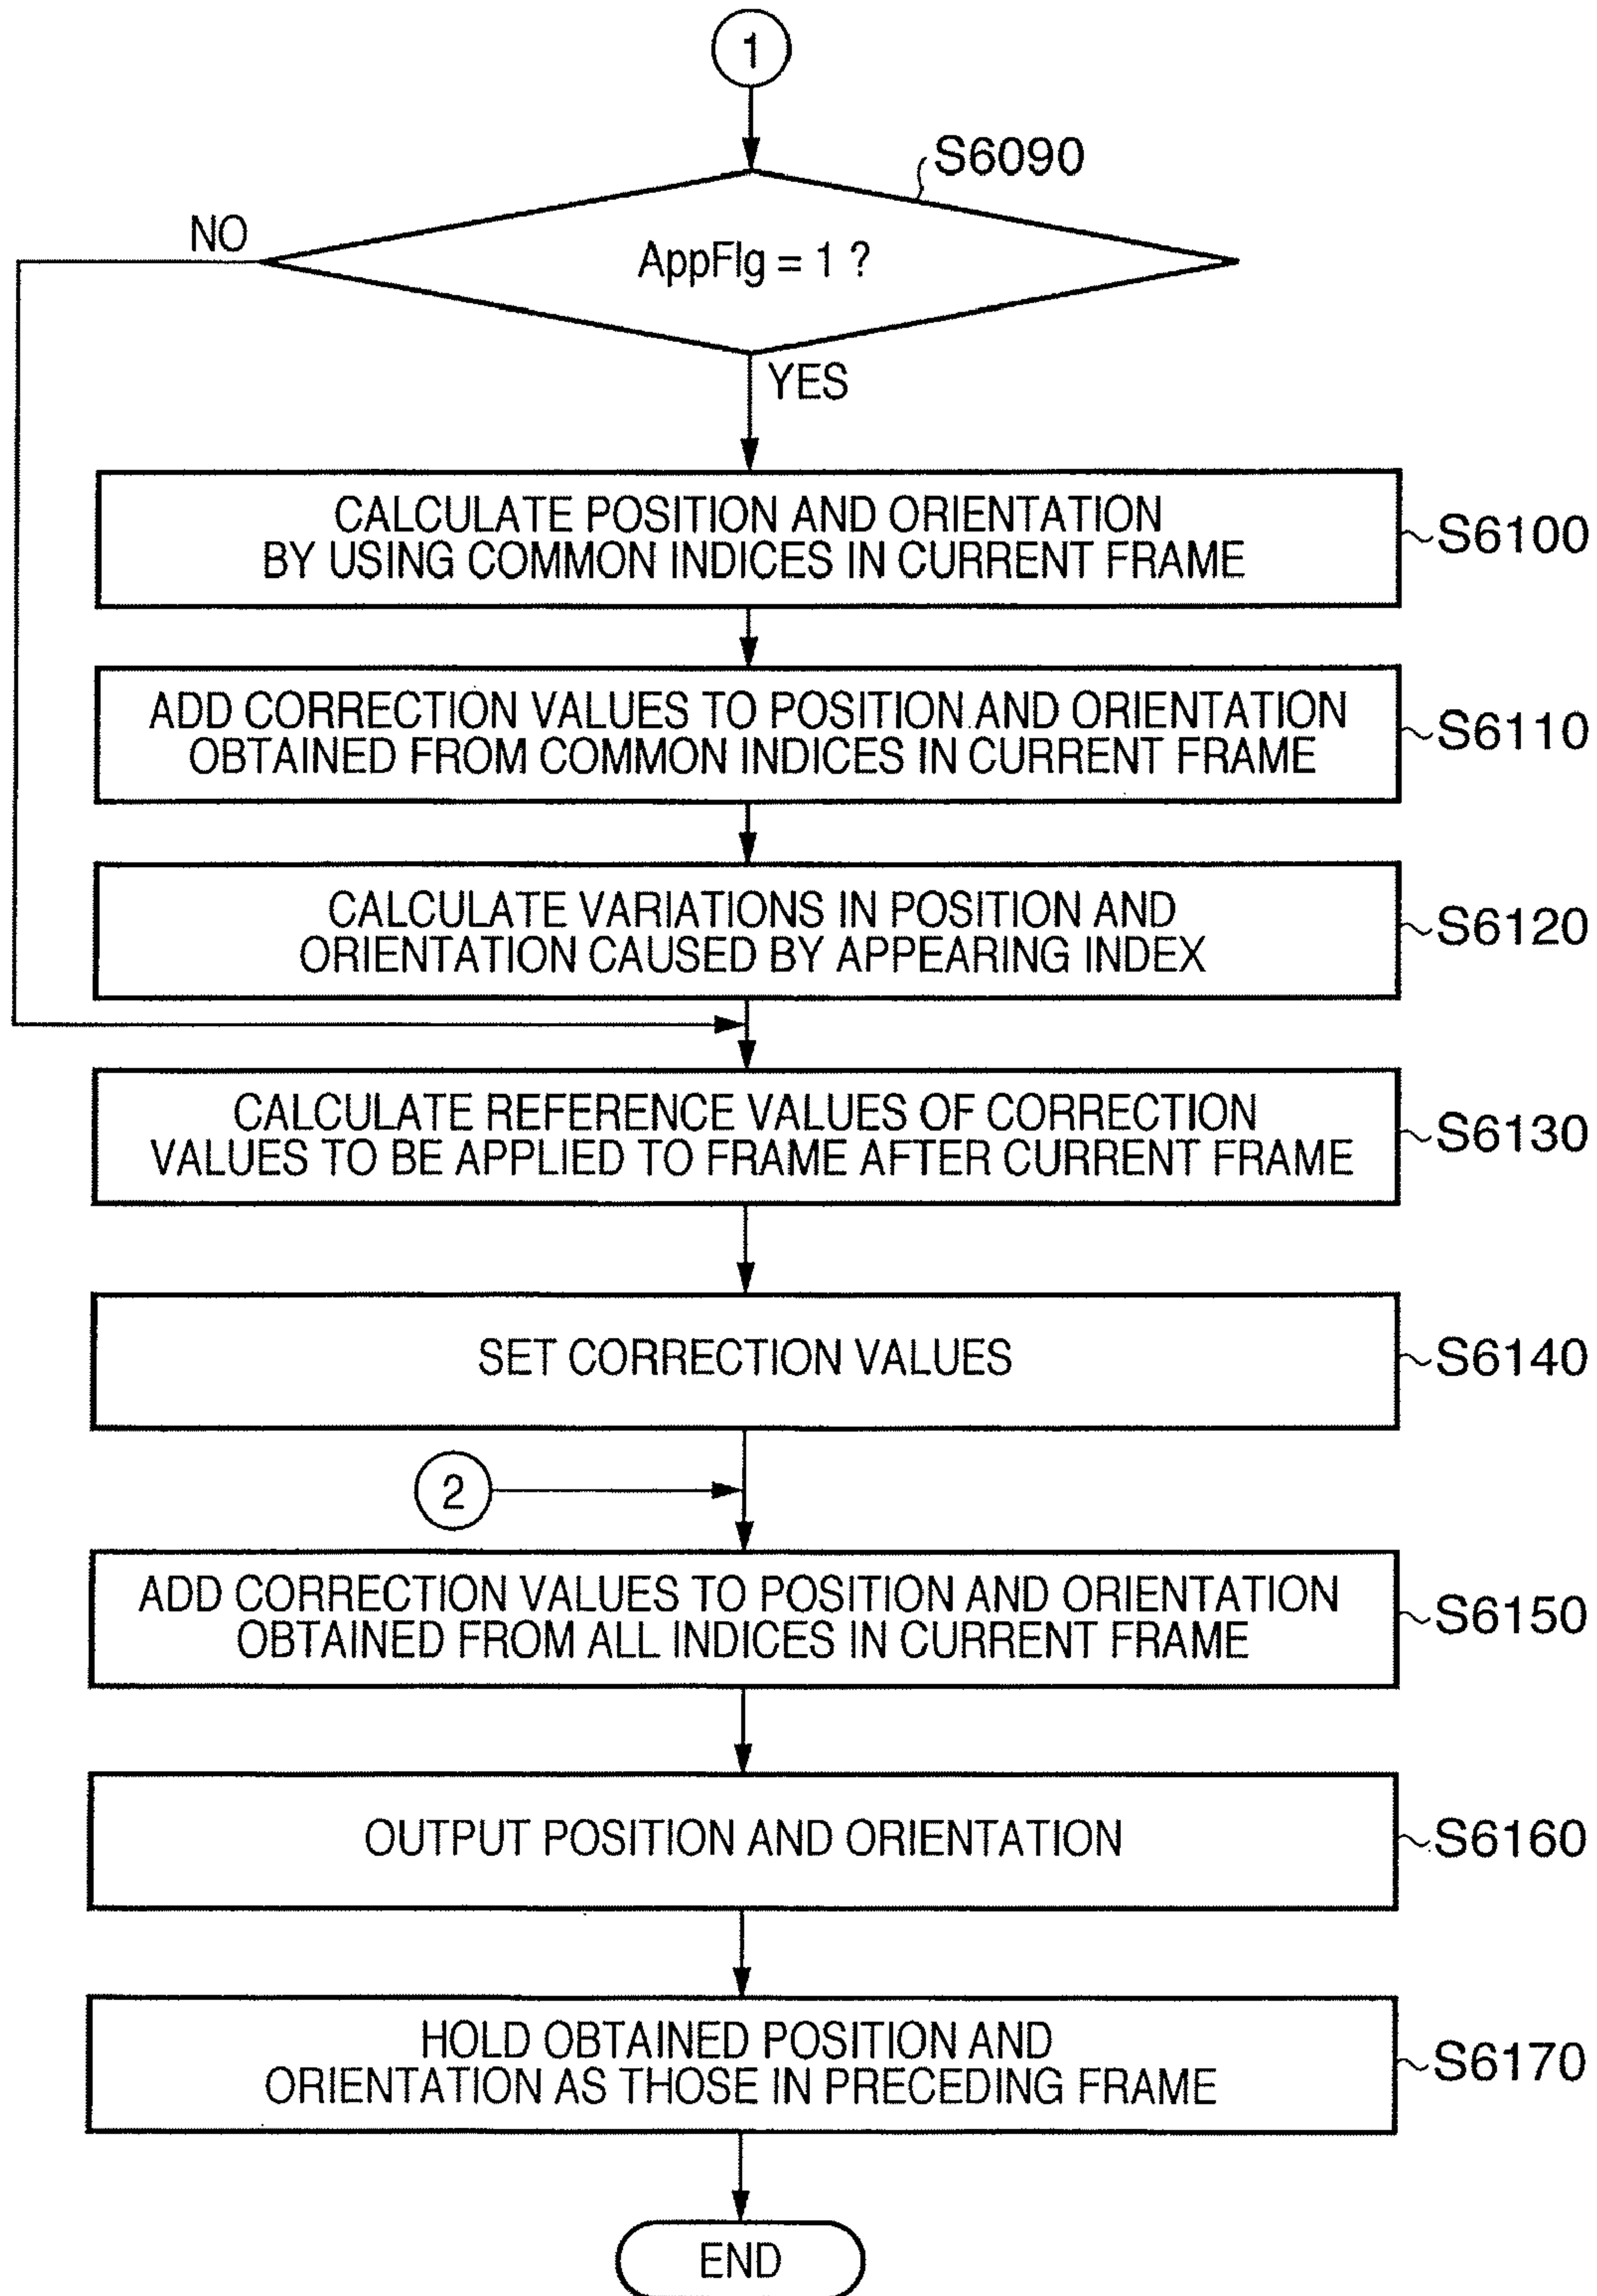 1
S6090
NO
AppFlg = 1 ?
YES
CALCULATE POSITION AND ORIENTATION
BY USING COMMON INDICES IN CURRENT FRAME
S6100
ADD CORRECTION VALUES TO POSITION AND ORIENTATION
OBTAINED FROM COMMON INDICES IN CURRENT FRAME
S6110
CALCULATE VARIATIONS IN POSITION AND
ORIENTATION CAUSED BY APPEARING INDEX
S6120
CALCULATE REFERENCE VALUES OF CORRECTION
VALUES TO BE APPLIED TO FRAME AFTER CURRENT FRAME
S6130
SET CORRECTION VALUES
S6140
2
ADD CORRECTION VALUES TO POSITION AND ORIENTATION
OBTAINED FROM ALL INDICES IN CURRENT FRAME
S6150
OUTPUT POSITION AND ORIENTATION
S6160
HOLD OBTAINED POSITION AND
ORIENTATION AS THOSE IN PRECEDING FRAME
S6170
END